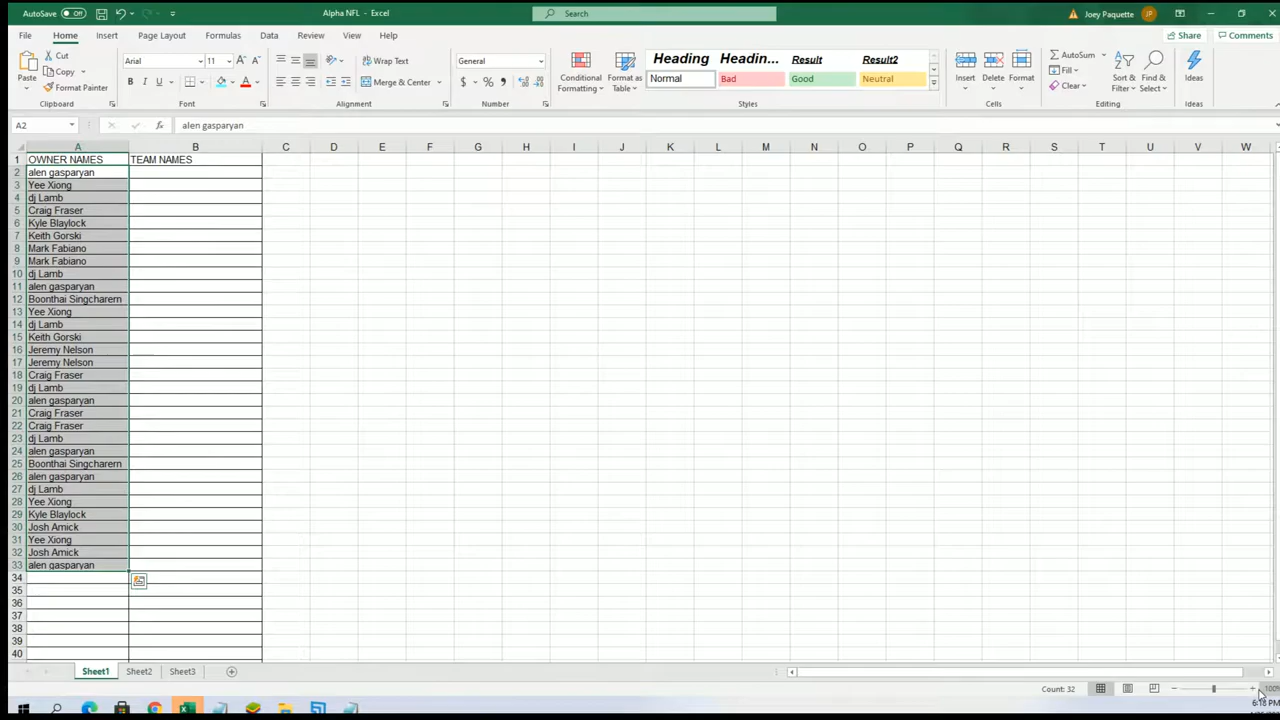 AutoSave Off Alpha NFL - Excel Search Joey Paquette JP
File Home Insert Page Layout Formulas Data Review View Help Share Comments
Paste Cut Copy Format Painter Clipboard
Arial 11 B I U A Font
Wrap Text Merge & Center Alignment
General $ % Number
Conditional Formatting Format as Table
Heading Headin... Result Result2
Normal Bad Good Neutral Styles
Insert Delete Format Cells
AutoSum Fill Clear Sort & Filter Find & Select Editing
Ideas Ideas
A2 fx alen gasparyan
A B C D E F G H I J K L M N O P Q R S T U V W
1 OWNER NAMES TEAM NAMES
2 alen gasparyan
3 Yee Xiong
4 dj Lamb
5 Craig Fraser
6 Kyle Blaylock
7 Keith Gorski
8 Mark Fabiano
9 Mark Fabiano
10 dj Lamb
11 alen gasparyan
12 Boonthai Singcharern
13 Yee Xiong
14 dj Lamb
15 Keith Gorski
16 Jeremy Nelson
17 Jeremy Nelson
18 Craig Fraser
19 dj Lamb
20 alen gasparyan
21 Craig Fraser
22 Craig Fraser
23 dj Lamb
24 alen gasparyan
25 Boonthai Singcharern
26 alen gasparyan
27 dj Lamb
28 Yee Xiong
29 Kyle Blaylock
30 Josh Amick
31 Yee Xiong
32 Josh Amick
33 alen gasparyan
34
35
36
37
38
39
40
Sheet1 Sheet2 Sheet3
Count: 32 100%
6:18 PM